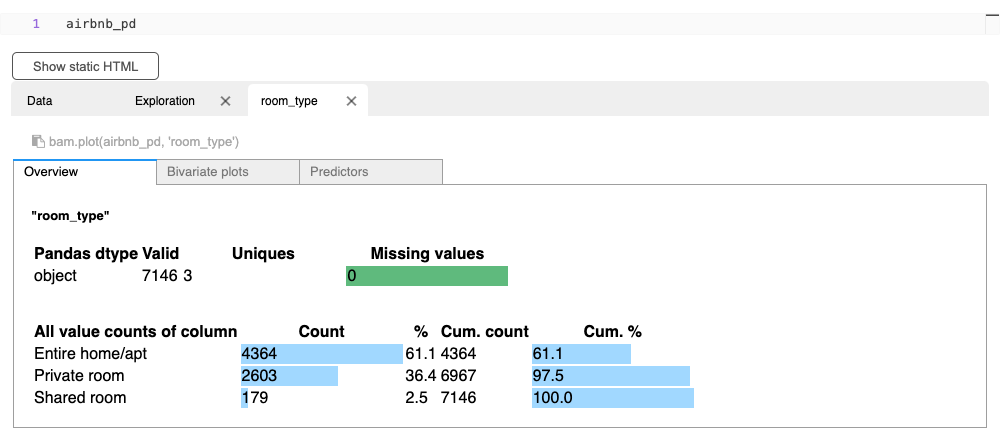 1 airbnb_pd
Show static HTML
Data Exploration × room_type ×
bam.plot(airbnb_pd, 'room_type')
Overview Bivariate plots Predictors
"room_type"
Pandas dtype Valid Uniques Missing values
object 7146 3 0
All value counts of column Count % Cum. count Cum. %
Entire home/apt 4364 61.1 4364 61.1
Private room 2603 36.4 6967 97.5
Shared room 179 2.5 7146 100.0